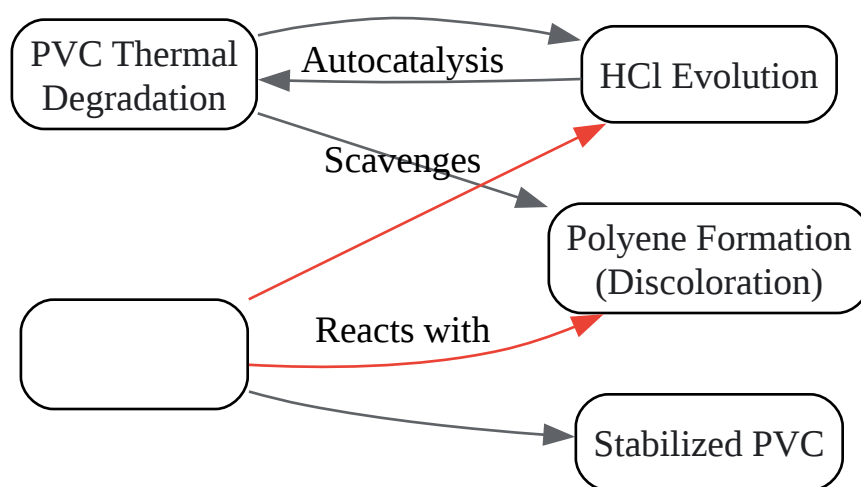 PVC Thermal
Degradation
Autocatalysis
HCl Evolution
Scavenges
Polyene Formation
(Discoloration)
Reacts with
Stabilized PVC